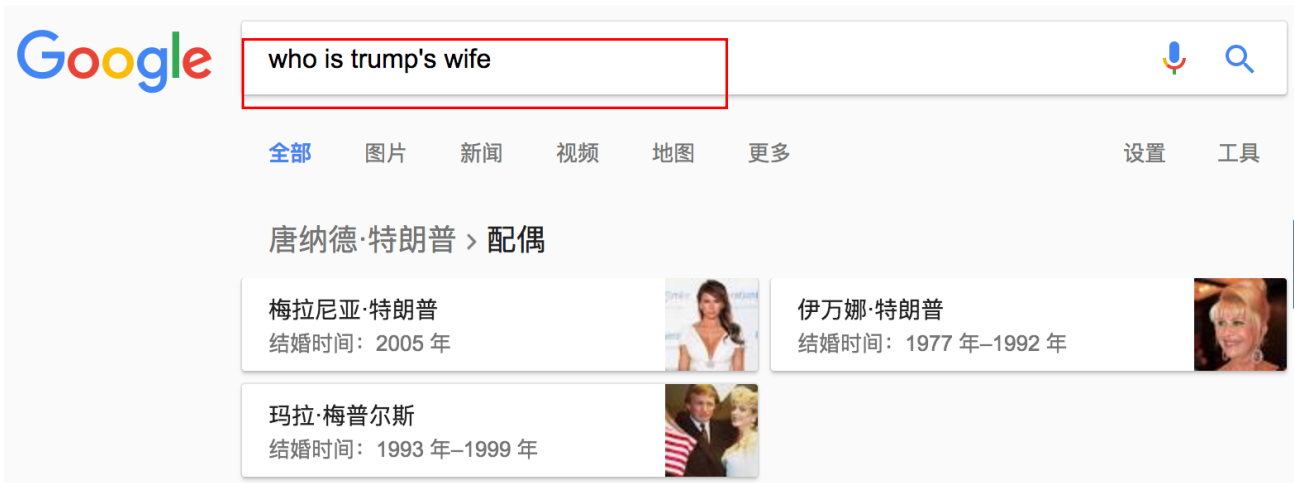 Google
who is trump's wife
全部 图片 新闻 视频 地图 更多 设置 工具
唐纳德·特朗普 › 配偶
梅拉尼亚·特朗普
结婚时间：2005 年
伊万娜·特朗普
结婚时间：1977 年–1992 年
玛拉·梅普尔斯
结婚时间：1993 年–1999 年